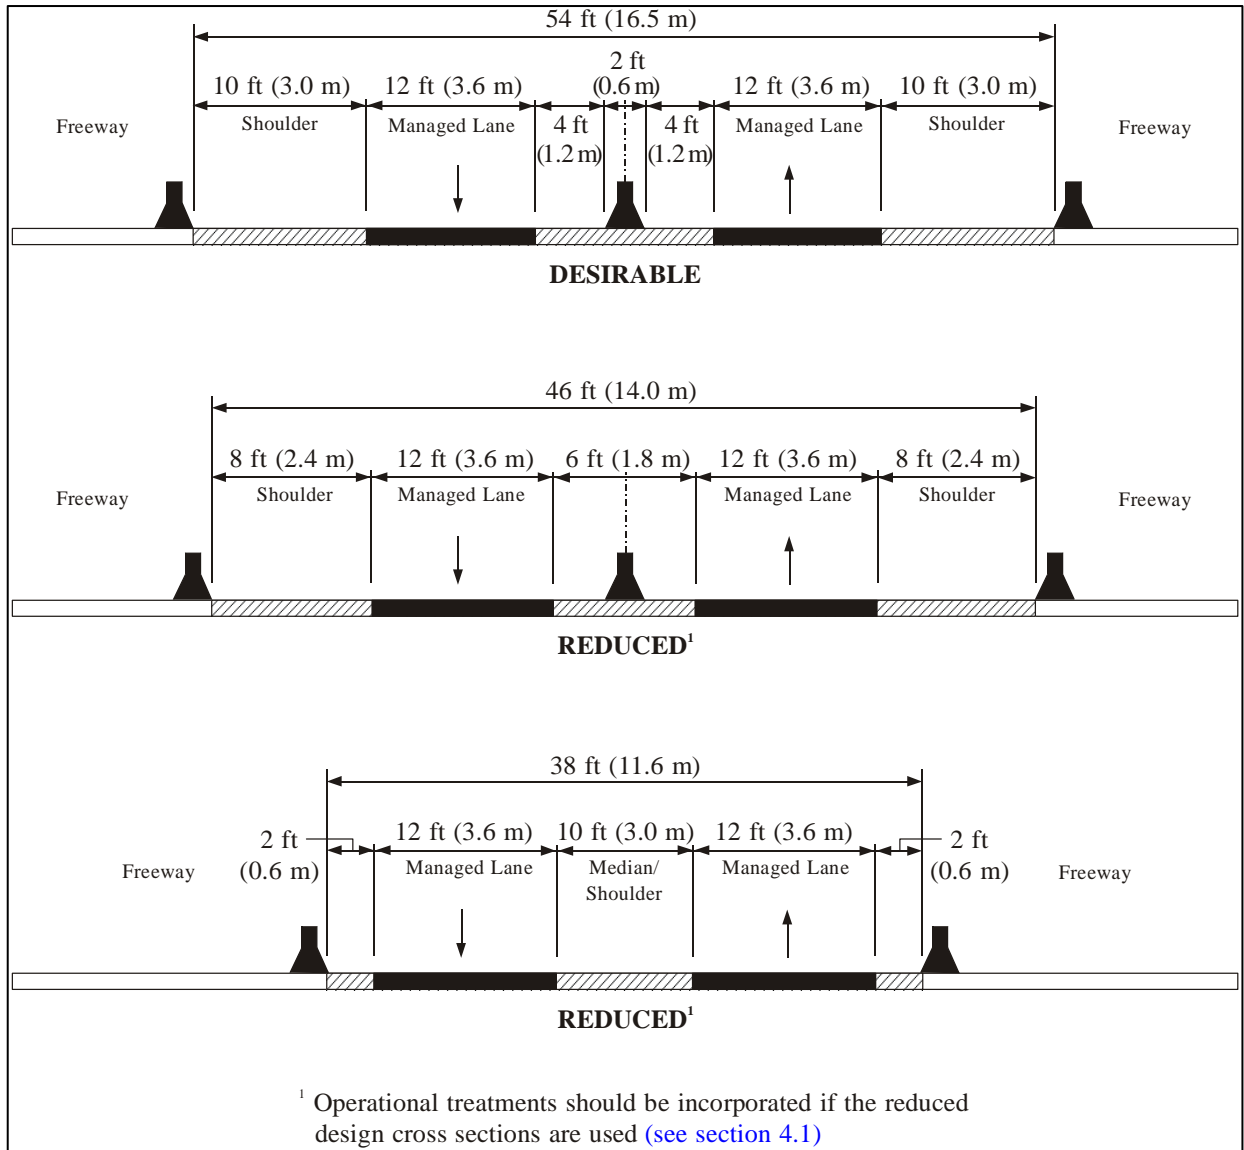 54 ft (16.5 m)
2 ft
10 ft (3.0 m) 12 ft (3.6 m) (0.6 m) 12 ft (3.6 m) 10 ft (3.0 m)
Freeway Shoulder Managed Lane 4 ft 4 ft Managed Lane Shoulder Freeway
(1.2 m) (1.2 m)
DESIRABLE
46 ft (14.0 m)
8 ft (2.4 m) 12 ft (3.6 m) 6 ft (1.8 m) 12 ft (3.6 m) 8 ft (2.4 m)
Freeway Shoulder Managed Lane Managed Lane Shoulder Freeway
REDUCED¹
38 ft (11.6 m)
2 ft 12 ft (3.6 m) 10 ft (3.0 m) 12 ft (3.6 m) 2 ft
Freeway (0.6 m) Managed Lane Median/ Managed Lane (0.6 m) Freeway
Shoulder
REDUCED¹
¹ Operational treatments should be incorporated if the reduced
design cross sections are used (see section 4.1)